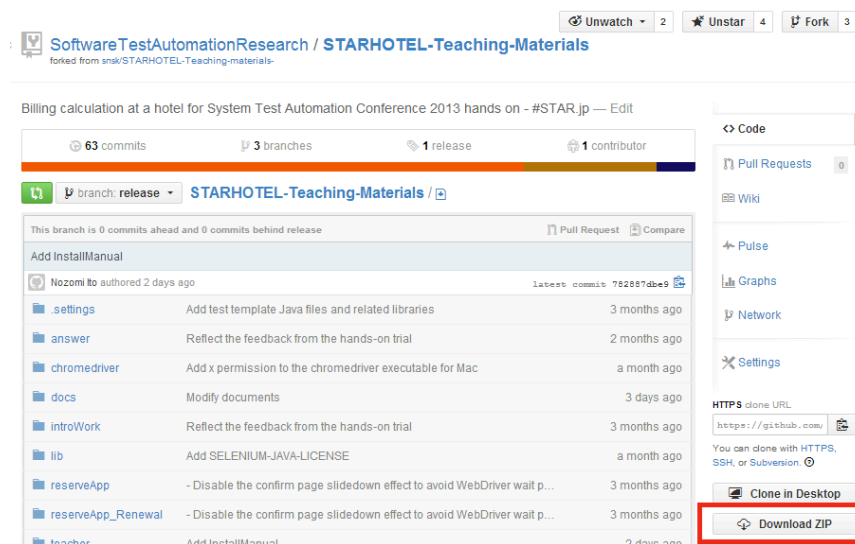 Unwatch 2 Unstar 4 Fork 3
SoftwareTestAutomationResearch / STARHOTEL-Teaching-Materials
forked from snsk/STARHOTEL-Teaching-materials-
Billing calculation at a hotel for System Test Automation Conference 2013 hands on - #STAR.jp — Edit
63 commits 3 branches 1 release 1 contributor
branch: release STARHOTEL-Teaching-Materials /
This branch is 0 commits ahead and 0 commits behind release Pull Request Compare
Add InstallManual
Nozomi Ito authored 2 days ago latest commit 782887dbe9
.settings Add test template Java files and related libraries 3 months ago
answer Reflect the feedback from the hands-on trial 2 months ago
chromedriver Add x permission to the chromedriver executable for Mac a month ago
docs Modify documents 3 days ago
introWork Reflect the feedback from the hands-on trial 3 months ago
lib Add SELENIUM-JAVA-LICENSE a month ago
reserveApp - Disable the confirm page slidedown effect to avoid WebDriver wait p... 3 months ago
reserveApp_Renewal - Disable the confirm page slidedown effect to avoid WebDriver wait p... 3 months ago
teacher Add InstallManual 2 days ago
<> Code
Pull Requests 0
Wiki
Pulse
Graphs
Network
Settings
HTTPS clone URL
https://github.com/
You can clone with HTTPS,
SSH, or Subversion.
Clone in Desktop
Download ZIP